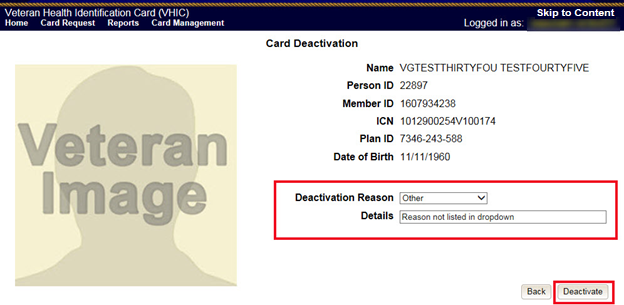 Veteran Health Identification Card (VHIC)
Skip to Content
Home Card Request Reports Card Management
Logged in as:
Card Deactivation
Veteran
Image
Name VGTESTTHIRTYFOU TESTFOURTYFIVE
Person ID 22897
Member ID 1607934238
ICN 1012900254V100174
Plan ID 7346-243-588
Date of Birth 11/11/1960
Deactivation Reason Other
Details Reason not listed in dropdown
Back Deactivate